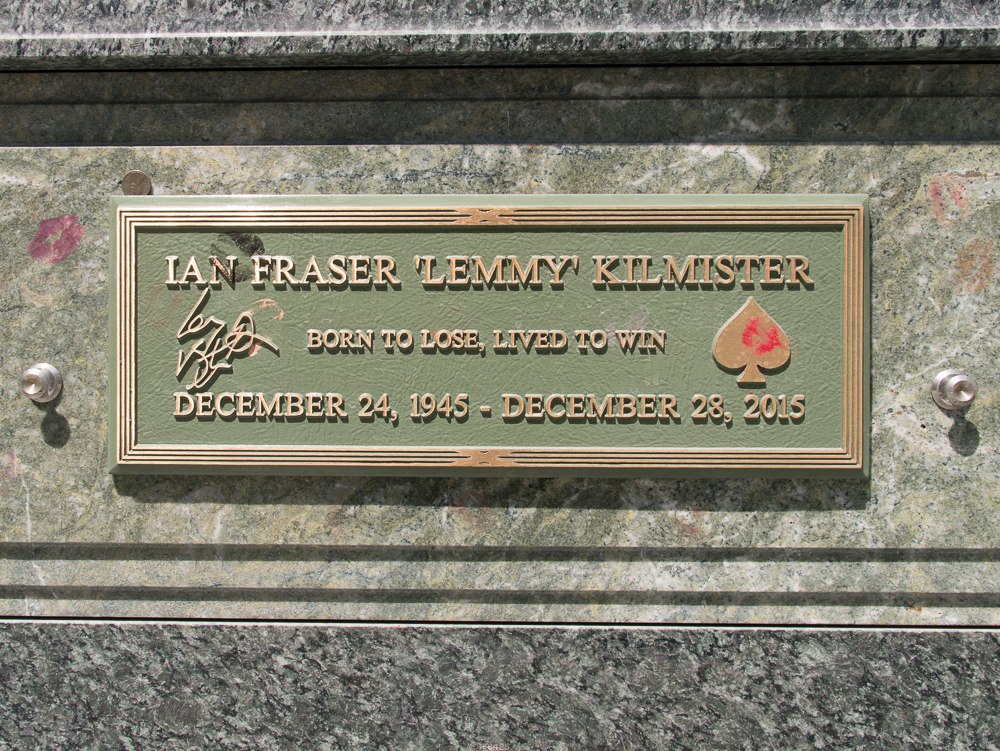 IAN FRASER 'LEMMY' KILMISTER
BORN TO LOSE, LIVED TO WIN
DECEMBER 24, 1945 - DECEMBER 28, 2015